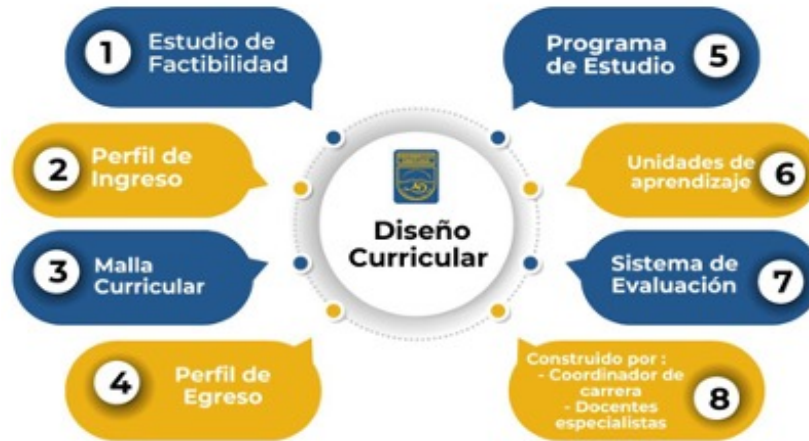 1
Estudio de
Factibilidad
2
Perfil de
Ingreso
3
Malla
Curricular
4
Perfil de
Egreso
Diseño
Curricular
Programa
de Estudio
5
Unidades de
aprendizaje
6
Sistema de
Evaluación
7
Construido por :
- Coordinador de
carrera
- Docentes
especialistas
8